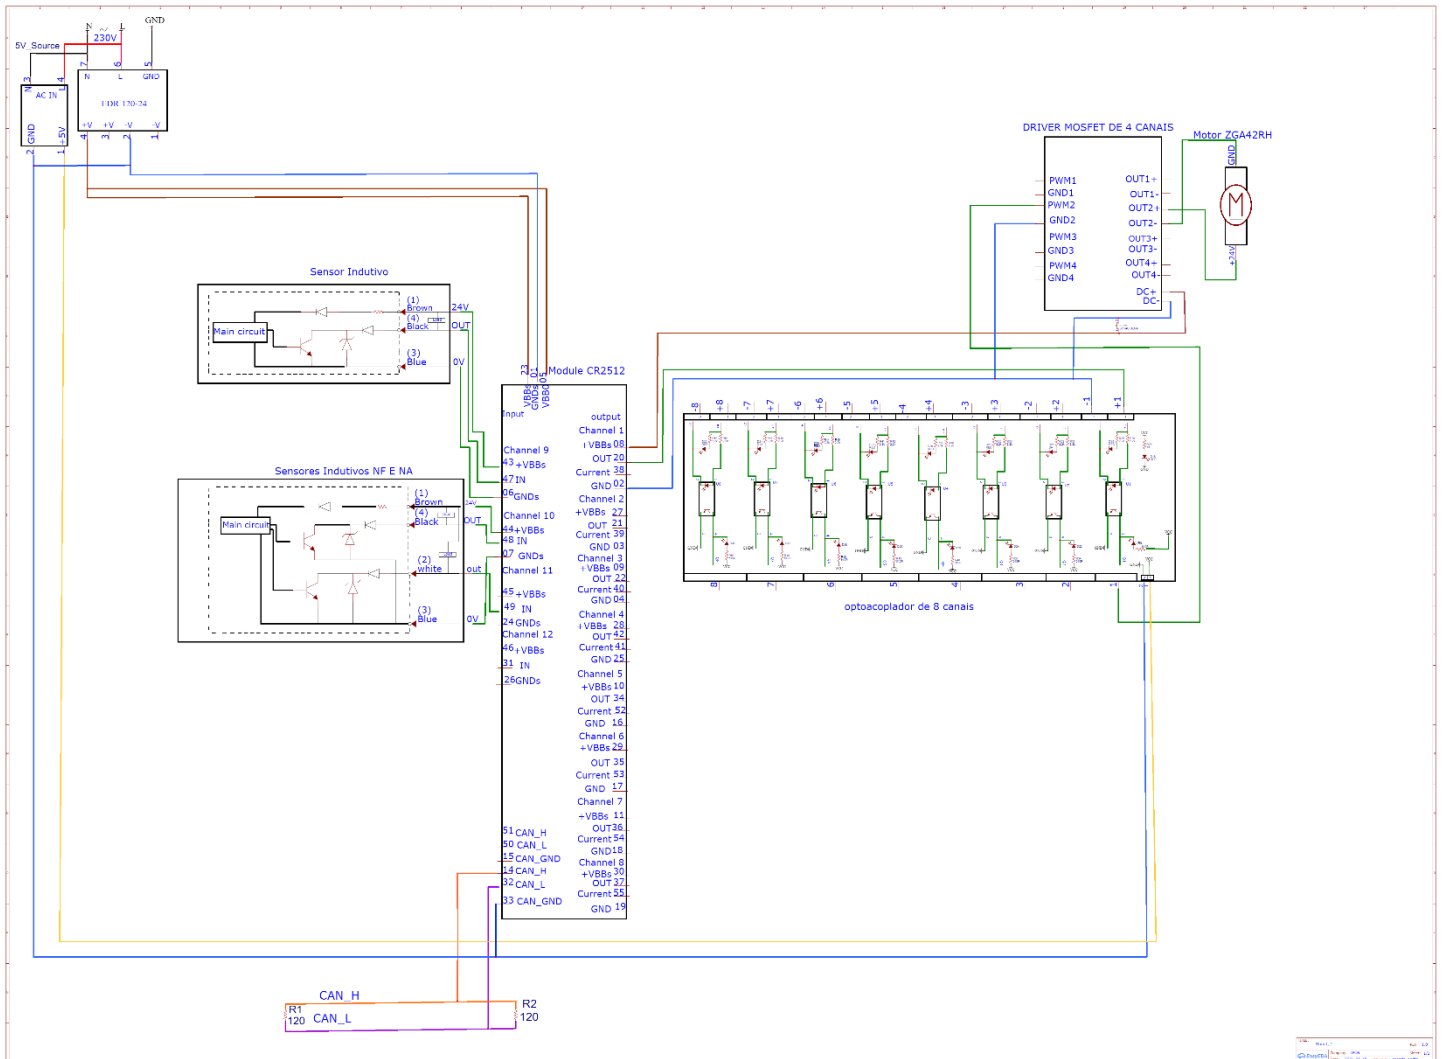 N L GND
230V
5V_Source
3 4 7 6 5
N L N L GND
AC IN
EDR 120-24
GND +5V +V +V -V -V
2 1 4 3 2 1
DRIVER MOSFET DE 4 CANAIS
Motor ZGA42RH
PWM1
GND1
PWM2
GND2
PWM3
GND3
PWM4
GND4
OUT1+
OUT1-
OUT2+
OUT2-
OUT3+
OUT3-
OUT4+
OUT4-
DC+
DC-
GND
M
+24V
Sensor Indutivo
Main circuit
(1)
Brown
(4)
Black
(3)
Blue
24V
OUT
0V
Sensores Indutivos NF E NA
Main circuit
(1)
Brown
(4)
Black
(2)
white
(3)
Blue
24V
OUT
out
0V
Module CR2512
23 01 05
VBBs GNDs VBBO
Input
Channel 9
43 +VBBs
47 IN
06 GNDs
Channel 10
44 +VBBs
48 IN
07 GNDs
Channel 11
45 +VBBs
49 IN
24 GNDs
Channel 12
46 +VBBs
31 IN
26 GNDs
51 CAN_H
50 CAN_L
15 CAN_GND
14 CAN_H
32 CAN_L
33 CAN_GND
output
Channel 1
+VBBs 08
OUT 20
Current 38
GND 02
Channel 2
+VBBs 27
OUT 21
Current 39
GND 03
Channel 3
+VBBs 09
OUT 22
Current 40
GND 04
Channel 4
+VBBs 28
OUT 42
Current 41
GND 25
Channel 5
+VBBs 10
OUT 34
Current 52
GND 16
Channel 6
+VBBs 29
OUT 35
Current 53
GND 17
Channel 7
+VBBs 11
OUT 36
Current 54
GND 18
Channel 8
+VBBs 30
OUT 37
Current 55
GND 19
-8 +8 -7 +7 -6 +6 -5 +5 -4 +4 -3 +3 -2 +2 -1 +1
8 7 6 5 4 3 2 1
optoacoplador de 8 canais
CAN_H
R1
120
CAN_L
R2
120